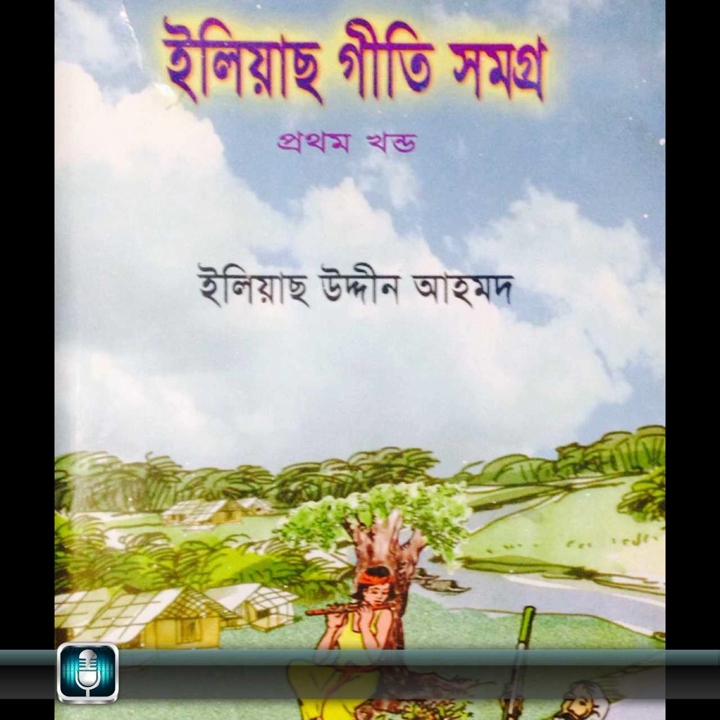 ইলিয়াছ গীতি সমগ্র
প্রথম খন্ড
ইলিয়াছ উদ্দীন আহমদ